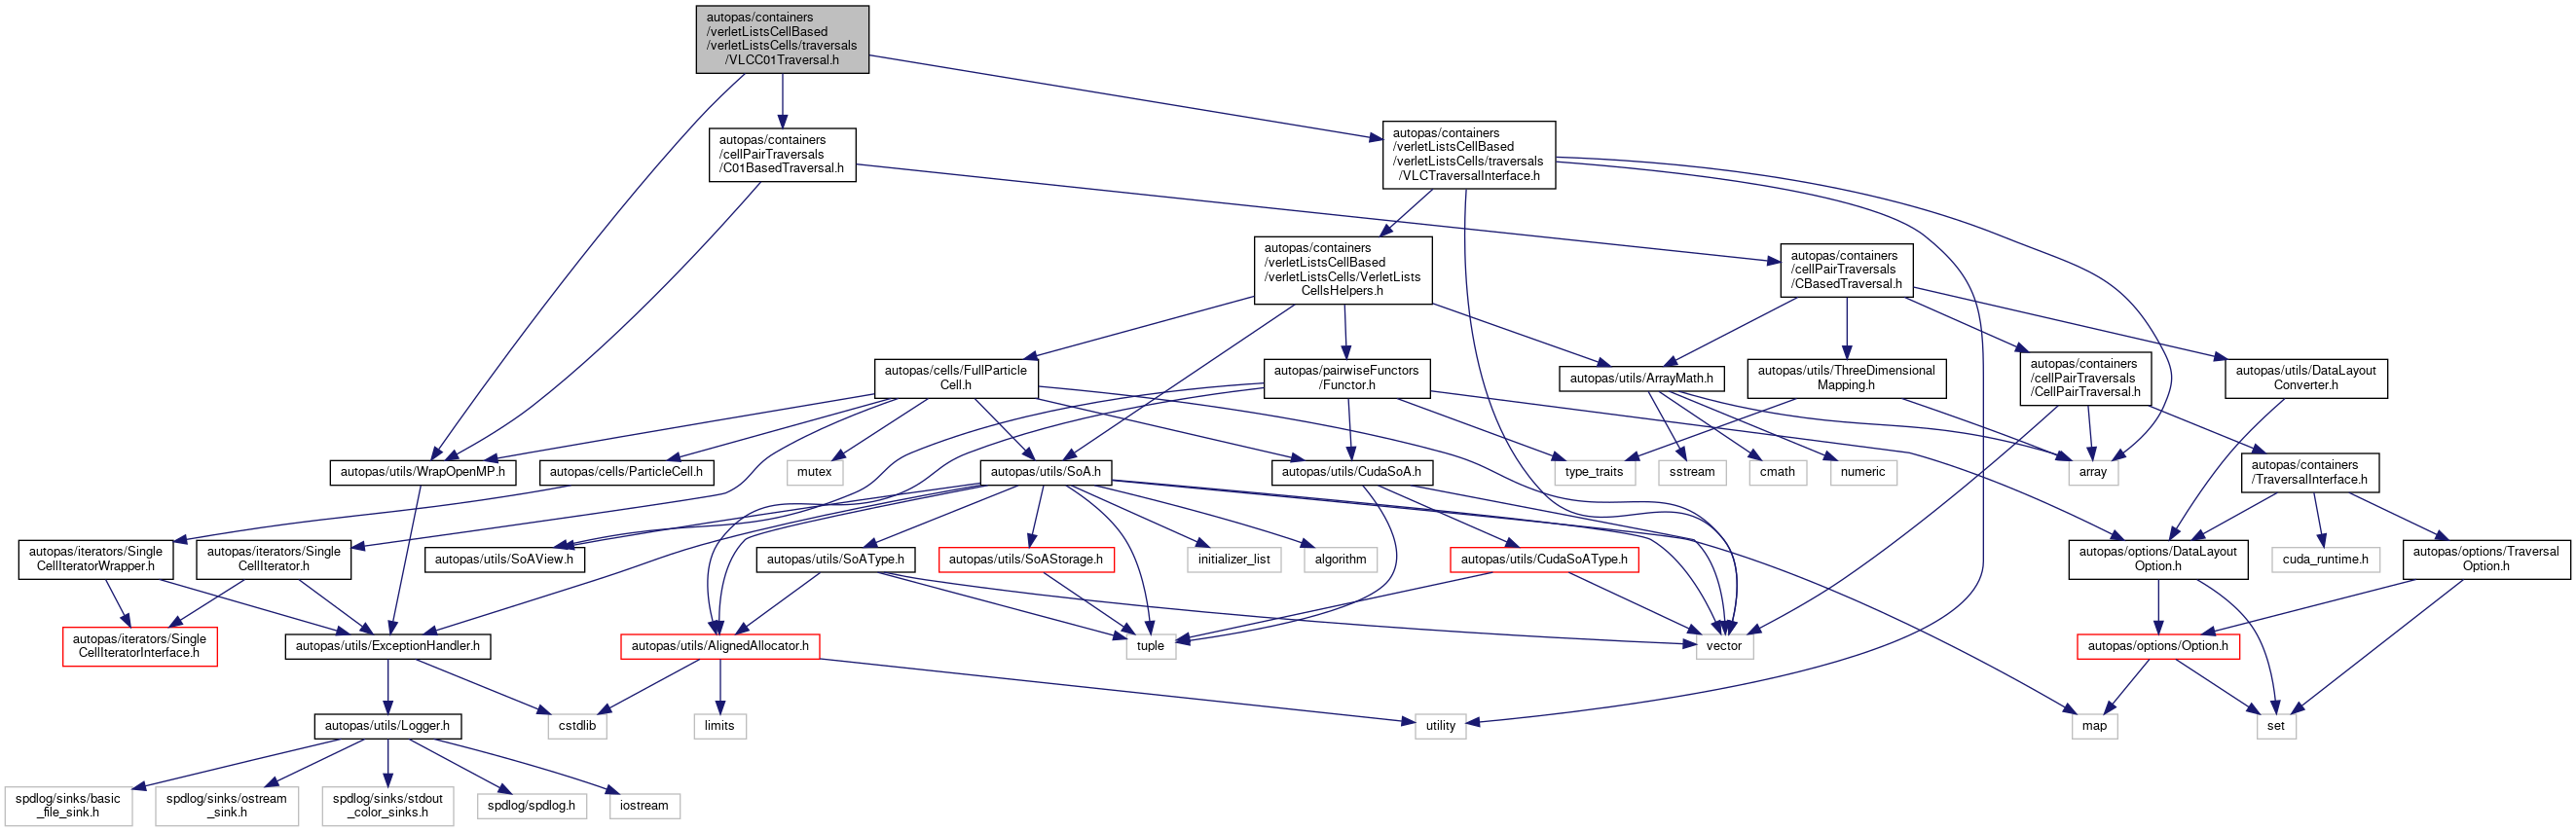 autopas/containers
/verletListsCellBased
/verletListsCells/traversals
/VLCC01Traversal.h
autopas/containers
/cellPairTraversals
/C01BasedTraversal.h
autopas/containers
/verletListsCellBased
/verletListsCells/traversals
/VLCTraversalInterface.h
autopas/containers
/verletListsCellBased
/verletListsCells/VerletLists
CellsHelpers.h
autopas/containers
/cellPairTraversals
/CBasedTraversal.h
autopas/cells/FullParticle
Cell.h
autopas/pairwiseFunctors
/Functor.h
autopas/utils/ArrayMath.h
autopas/utils/ThreeDimensional
Mapping.h
autopas/containers
/cellPairTraversals
/CellPairTraversal.h
autopas/utils/DataLayout
Converter.h
autopas/utils/WrapOpenMP.h
autopas/cells/ParticleCell.h
mutex
autopas/utils/SoA.h
autopas/utils/CudaSoA.h
type_traits
sstream
cmath
numeric
array
autopas/containers
/TraversalInterface.h
autopas/iterators/Single
CellIteratorWrapper.h
autopas/iterators/Single
CellIterator.h
autopas/utils/SoAView.h
autopas/utils/SoAType.h
autopas/utils/SoAStorage.h
initializer_list
algorithm
autopas/utils/CudaSoAType.h
autopas/options/DataLayout
Option.h
cuda_runtime.h
autopas/options/Traversal
Option.h
autopas/iterators/Single
CellIteratorInterface.h
autopas/utils/ExceptionHandler.h
autopas/utils/AlignedAllocator.h
tuple
vector
autopas/options/Option.h
autopas/utils/Logger.h
cstdlib
limits
utility
map
set
spdlog/sinks/basic
_file_sink.h
spdlog/sinks/ostream
_sink.h
spdlog/sinks/stdout
_color_sinks.h
spdlog/spdlog.h
iostream